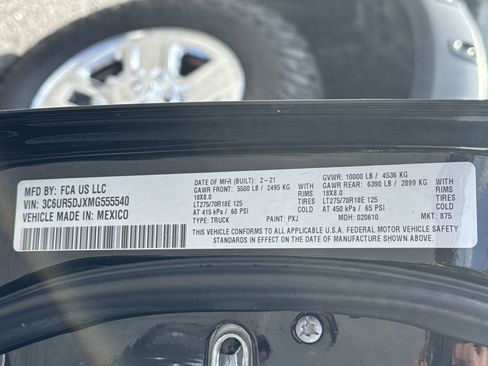 MFD BY: FCA US LLC
VIN: 3C6UR5DJXMG555540
VEHICLE MADE IN: MEXICO
DATE OF MFR (BUILT): 2-21
GAWR FRONT: 5500 LB / 2495 KG
18X8.0
LT275/70R18E 125
AT 415 kPa / 60 PSI
TYPE: TRUCK PAINT: PXJ
WITH
RIMS
TIRES
COLD
GVWR: 10000 LB / 4536 KG
GAWR REAR: 6390 LB / 2899 KG
18X8.0
LT275/70R18E 125
AT 450 kPa / 65 PSI
MDH: 020610 MKT: 875
WITH
RIMS
TIRES
COLD
THIS VEHICLE CONFORMS TO ALL APPLICABLE U.S.A. FEDERAL MOTOR VEHICLE SAFETY
STANDARDS IN EFFECT ON THE DATE OF MANUFACTURE SHOWN ABOVE.